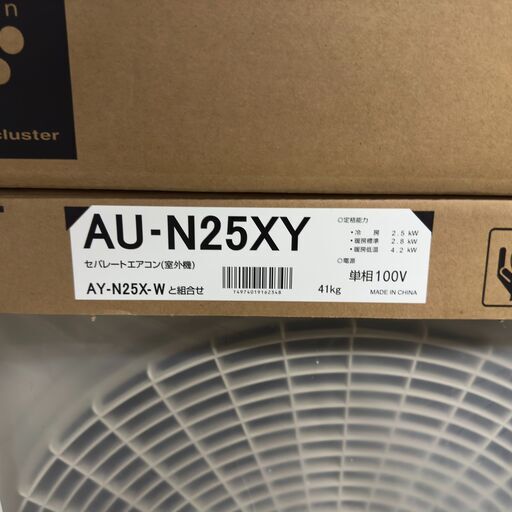 n
cluster
AU-N25XY
セパレートエアコン(室外機)
AY-N25X-W と組合せ
T4974019162348
41kg
○定格能力
・冷 房 2.5 kW
・暖房標準 2.8 kW
・暖房低温 4.2 kW
○電源
単相100V
MADE IN CHINA